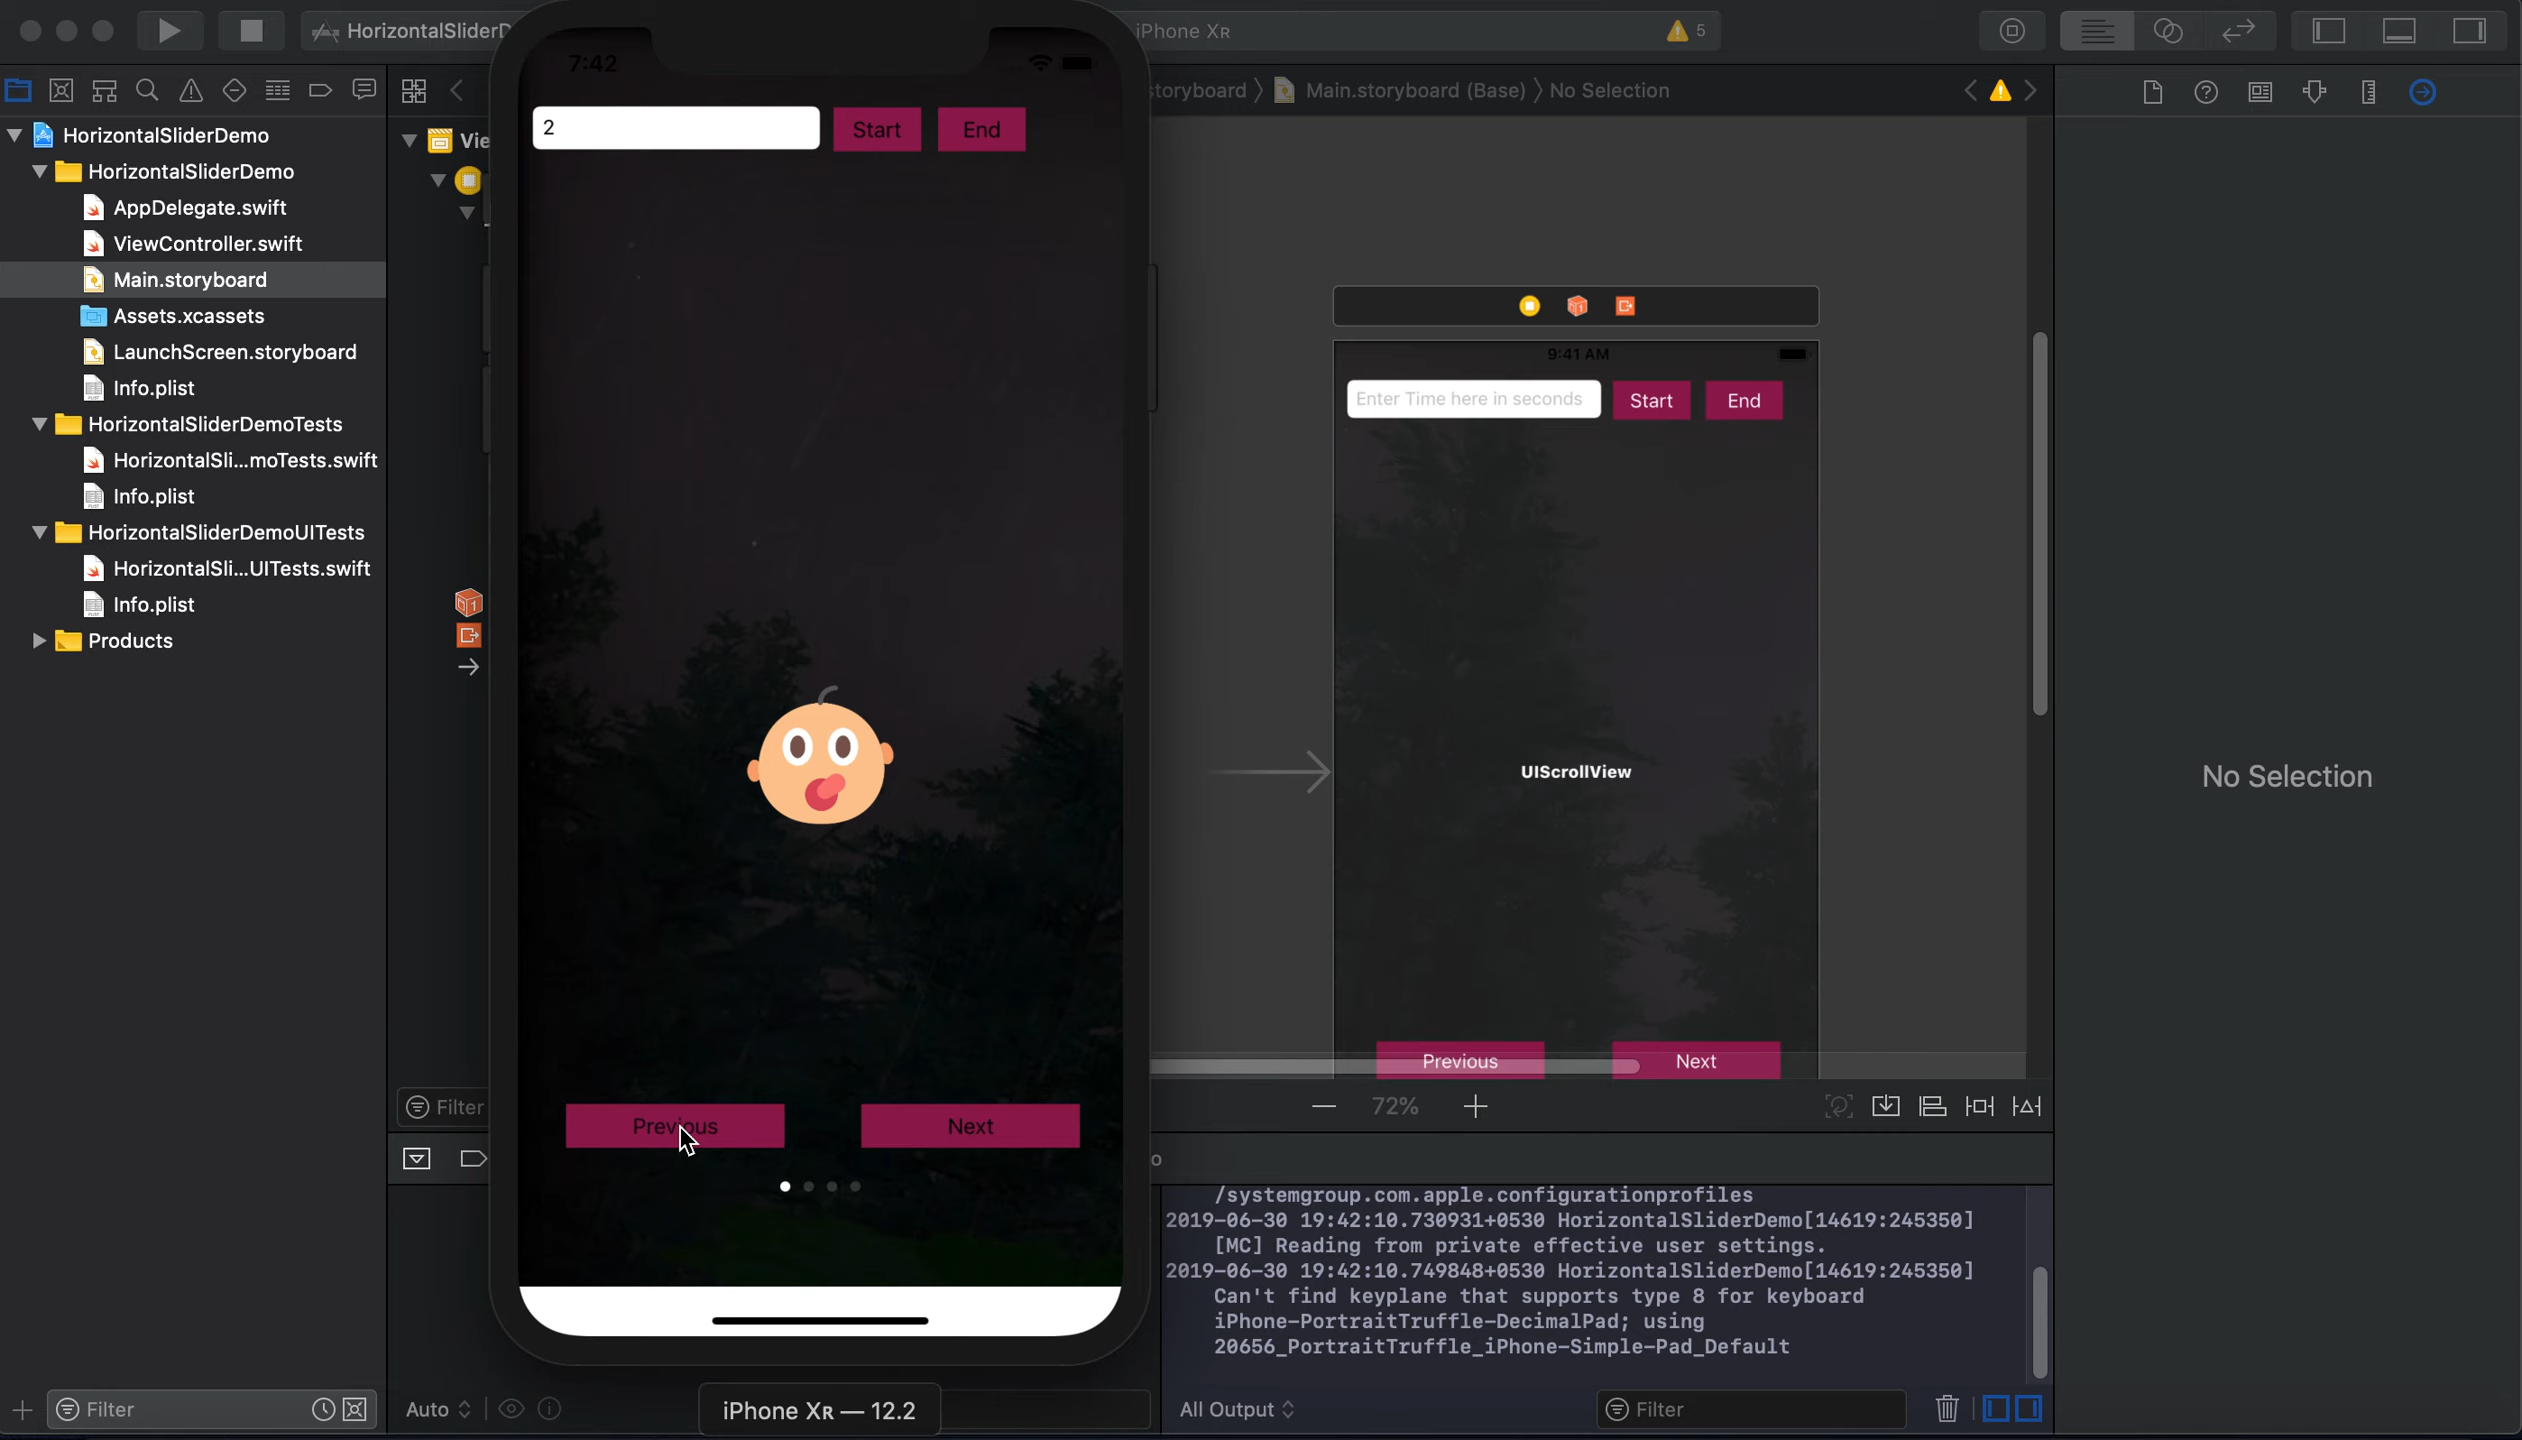 HorizontalSliderD
iPhone XR
5
7:42
2
Start
End
HorizontalSliderDemo
HorizontalSliderDemo
AppDelegate.swift
ViewController.swift
Main.storyboard
Assets.xcassets
LaunchScreen.storyboard
Info.plist
HorizontalSliderDemoTests
HorizontalSli...moTests.swift
Info.plist
HorizontalSliderDemoUITests
HorizontalSli...UITests.swift
Info.plist
Products
Vie
storyboard
Main.storyboard (Base)
No Selection
9:41 AM
Enter Time here in seconds
Start
End
UIScrollView
Previous
Next
No Selection
Previous
Next
Filter
72%
o
/systemgroup.com.apple.configurationprofiles
2019-06-30 19:42:10.730931+0530 HorizontalSliderDemo[14619:245350]
[MC] Reading from private effective user settings.
2019-06-30 19:42:10.749848+0530 HorizontalSliderDemo[14619:245350]
Can't find keyplane that supports type 8 for keyboard
iPhone-PortraitTruffle-DecimalPad; using
20656_PortraitTruffle_iPhone-Simple-Pad_Default
Filter
Auto
iPhone XR — 12.2
All Output
Filter